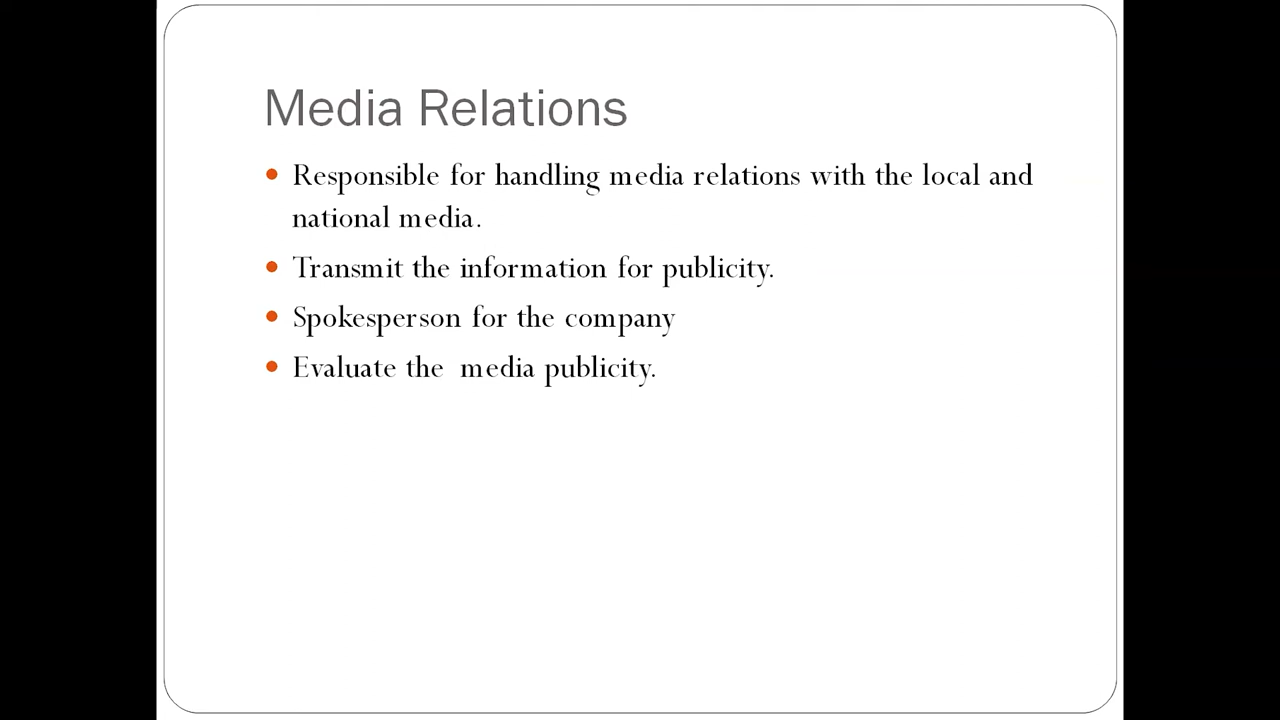 Media Relations
Responsible for handling media relations with the local and
national media.
Transmit the information for publicity.
Spokesperson for the company
Evaluate the  media publicity.